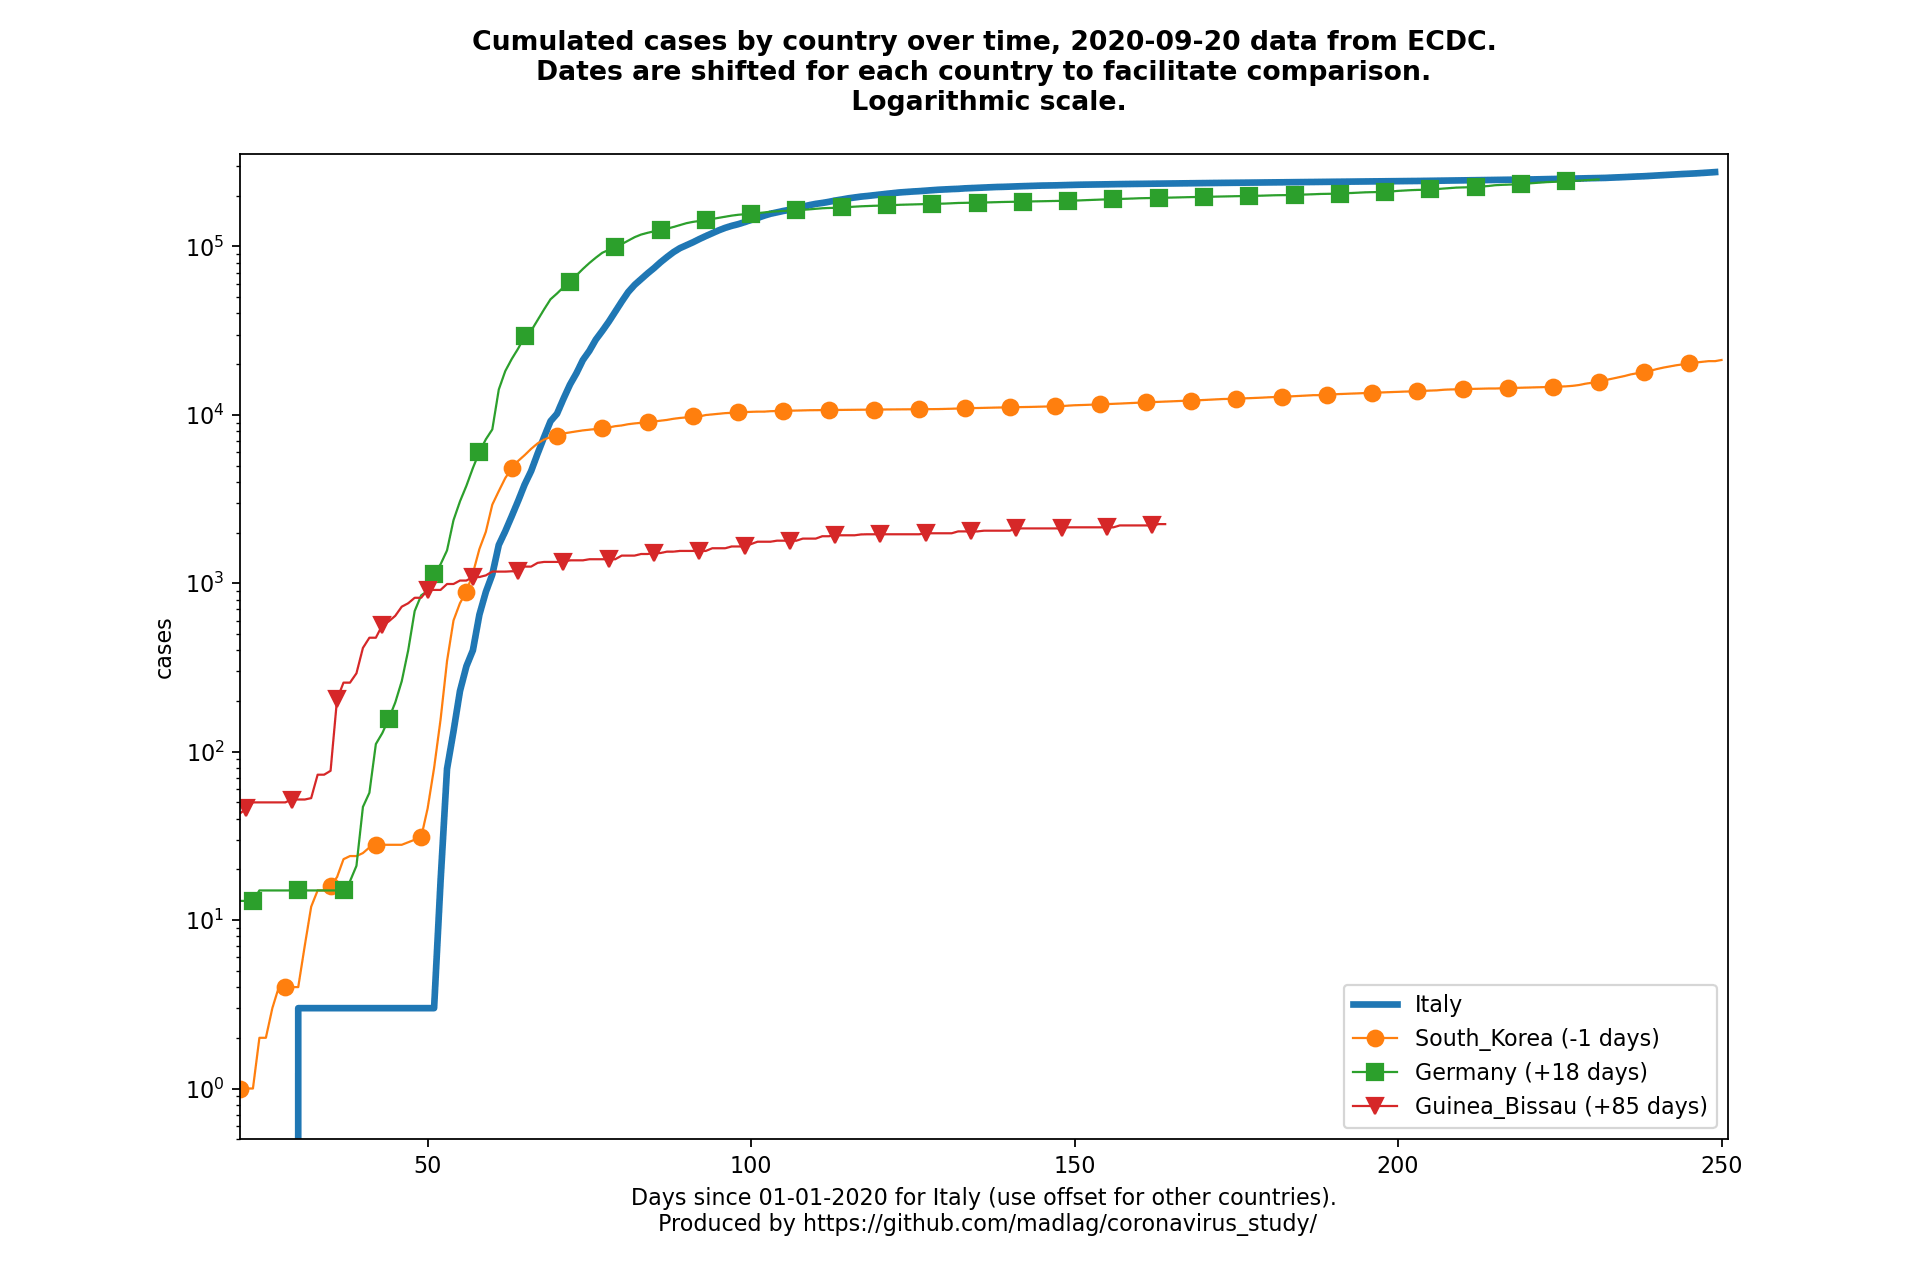 Cumulated cases by country over time, 2020-09-20 data from ECDC.
Dates are shifted for each country to facilitate comparison.
Logarithmic scale.
cases
10^5
10^4
10^3
10^2
10^1
10^0
50 100 150 200 250
Italy
South_Korea (-1 days)
Germany (+18 days)
Guinea_Bissau (+85 days)
Days since 01-01-2020 for Italy (use offset for other countries).
Produced by https://github.com/madlag/coronavirus_study/